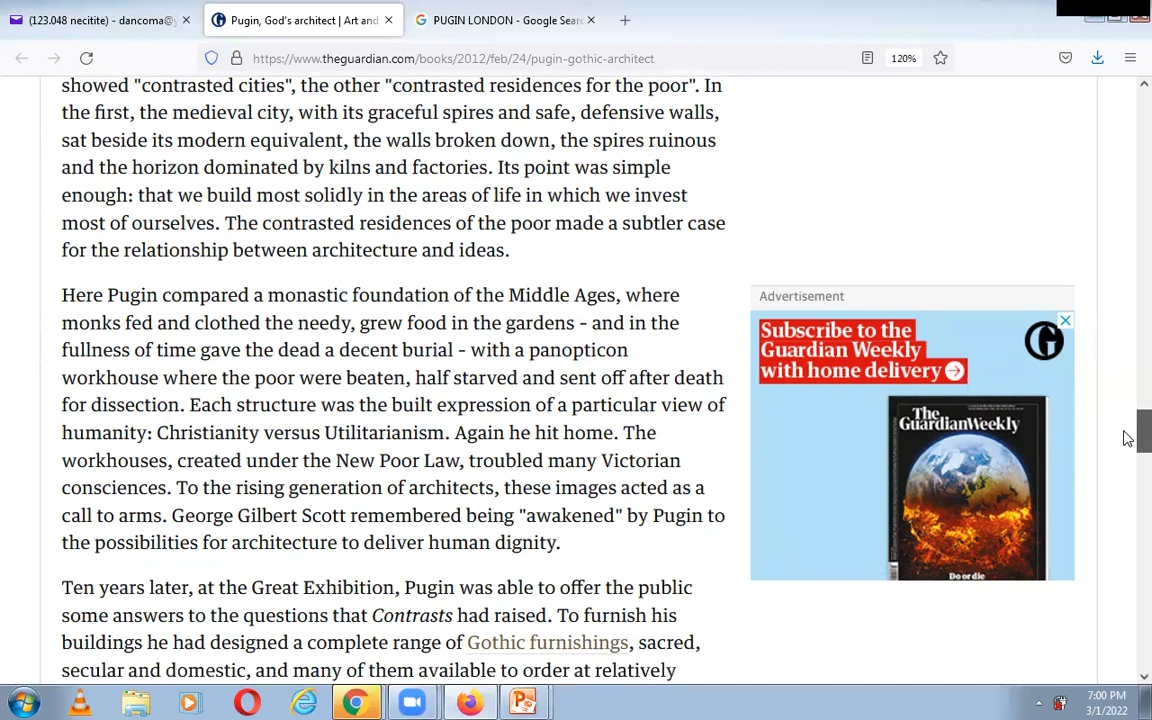 (123.048 necitite) - dancoma@y
Pugin, God's architect | Art and
PUGIN LONDON - Google Sear
https://www.theguardian.com/books/2012/feb/24/pugin-gothic-architect
120%
showed "contrasted cities", the other "contrasted residences for the poor". In
the first, the medieval city, with its graceful spires and safe, defensive walls,
sat beside its modern equivalent, the walls broken down, the spires ruinous
and the horizon dominated by kilns and factories. Its point was simple
enough: that we build most solidly in the areas of life in which we invest
most of ourselves. The contrasted residences of the poor made a subtler case
for the relationship between architecture and ideas.
Here Pugin compared a monastic foundation of the Middle Ages, where
monks fed and clothed the needy, grew food in the gardens – and in the
fullness of time gave the dead a decent burial – with a panopticon
workhouse where the poor were beaten, half starved and sent off after death
for dissection. Each structure was the built expression of a particular view of
humanity: Christianity versus Utilitarianism. Again he hit home. The
workhouses, created under the New Poor Law, troubled many Victorian
consciences. To the rising generation of architects, these images acted as a
call to arms. George Gilbert Scott remembered being "awakened" by Pugin to
the possibilities for architecture to deliver human dignity.
Ten years later, at the Great Exhibition, Pugin was able to offer the public
some answers to the questions that Contrasts had raised. To furnish his
buildings he had designed a complete range of Gothic furnishings, sacred,
secular and domestic, and many of them available to order at relatively
Advertisement
Subscribe to the
Guardian Weekly
with home delivery
The
Guardian Weekly
Do or die
7:00 PM
3/1/2022